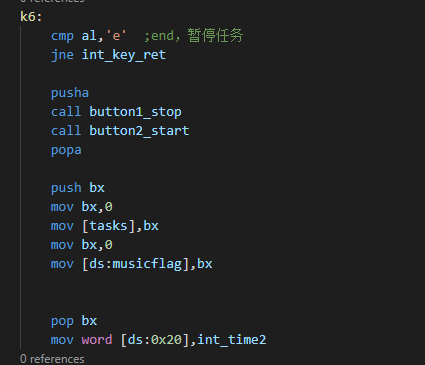 0 references
k6:
cmp al,'e'  ;end，暂停任务
jne int_key_ret
pusha
call button1_stop
call button2_start
popa
push bx
mov bx,0
mov [tasks],bx
mov bx,0
mov [ds:musicflag],bx
pop bx
mov word [ds:0x20],int_time2
0 references